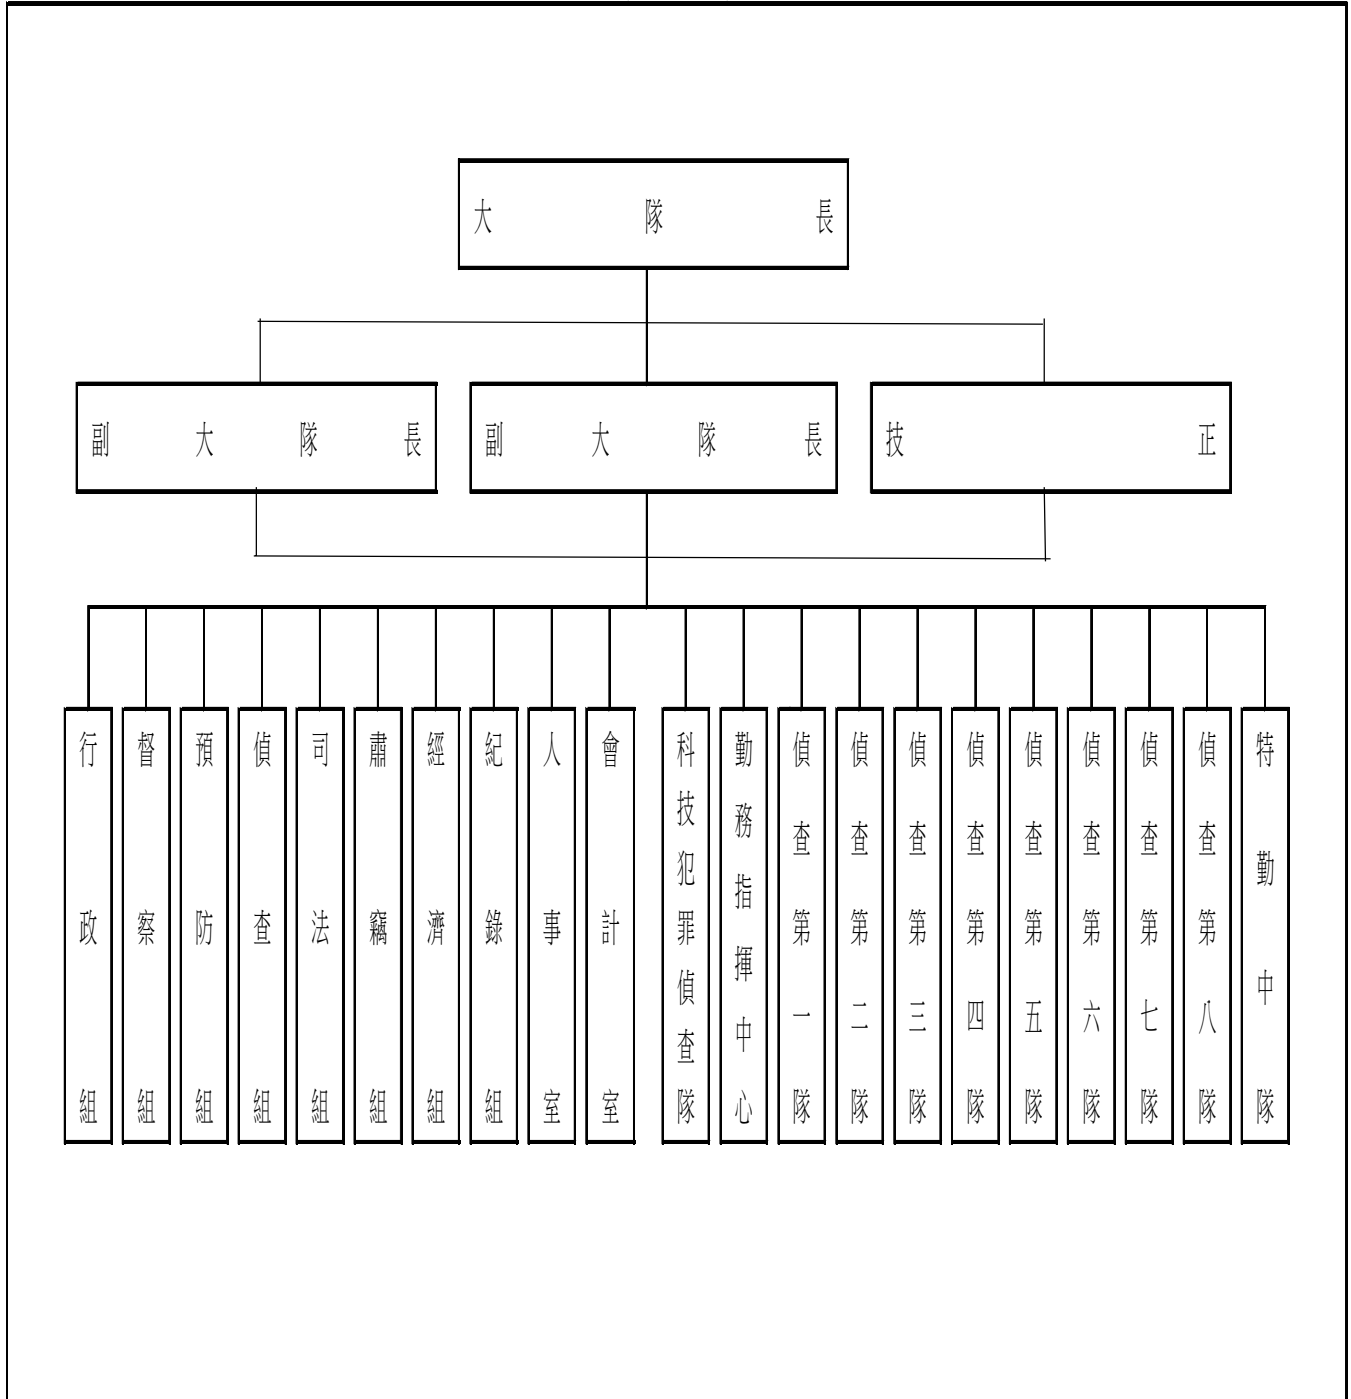 大隊長
副大隊長
副大隊長
技正
行政組
督察組
預防組
偵查組
司法組
肅竊組
經濟組
紀錄組
人事室
會計室
科技犯罪偵查隊
勤務指揮中心
偵查第一隊
偵查第二隊
偵查第三隊
偵查第四隊
偵查第五隊
偵查第六隊
偵查第七隊
偵查第八隊
特勤中隊